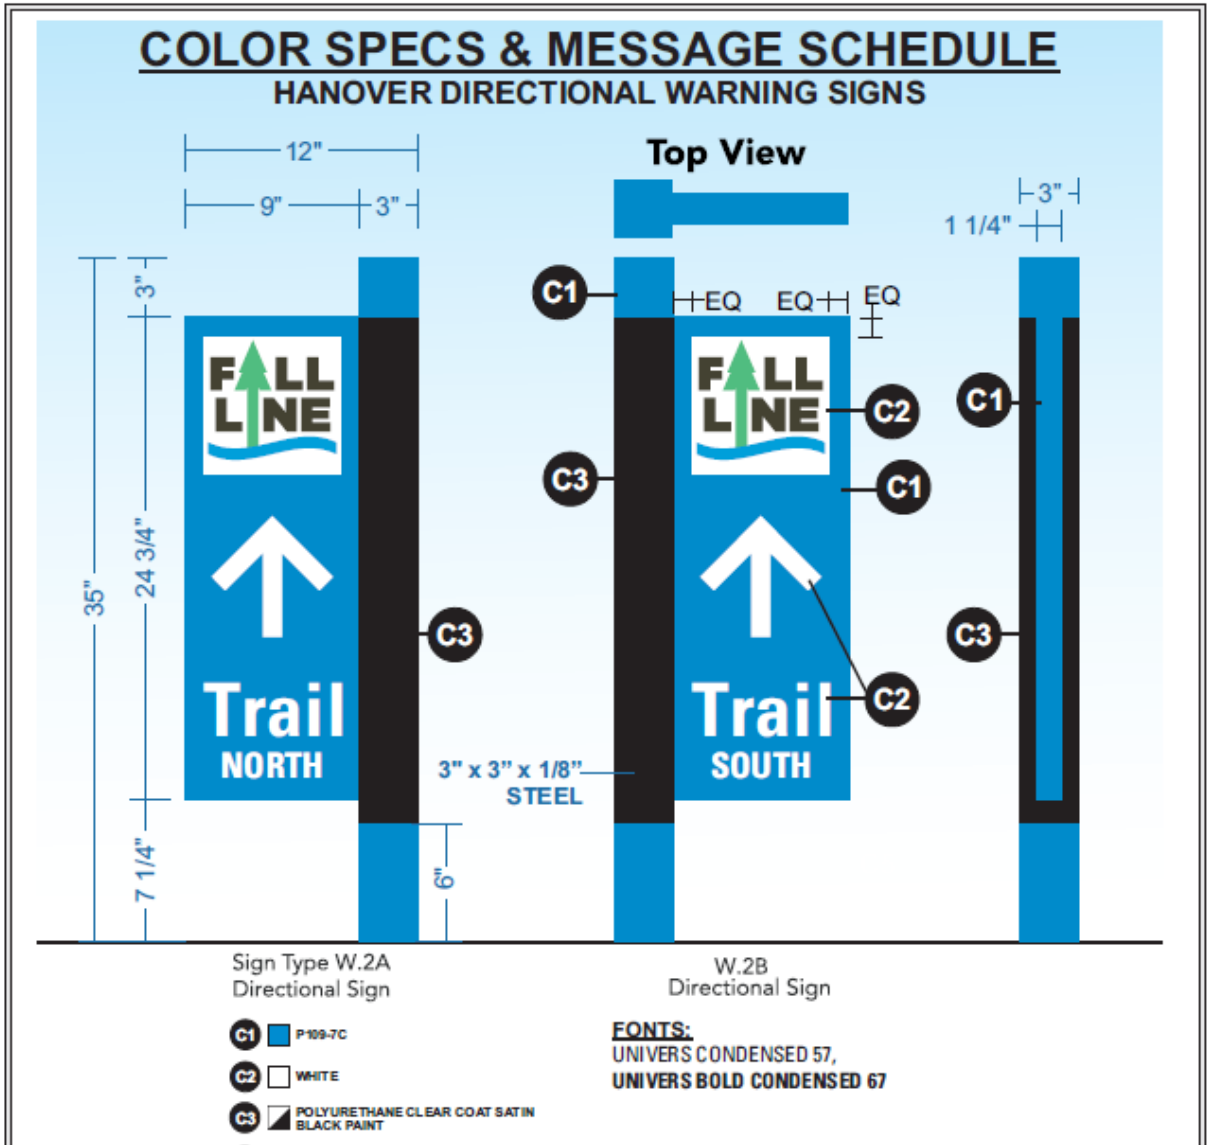 COLOR SPECS & MESSAGE SCHEDULE
HANOVER DIRECTIONAL WARNING SIGNS
12"
9"
3"
Top View
3"
1 1/4"
C1
EQ
EQ
EQ
3"
24 3/4"
35"
7 1/4"
FALL
LINE
Trail
NORTH
C3
6"
C3
FALL
LINE
C2
C1
Trail
SOUTH
C2
3" x 3” x 1/8”
STEEL
C1
C3
Sign Type W.2A
Directional Sign
W.2B
Directional Sign
C1 P109-7C
C2 WHITE
C3 POLYURETHANE CLEAR COAT SATIN
BLACK PAINT
FONTS:
UNIVERS CONDENSED 57,
UNIVERS BOLD CONDENSED 67